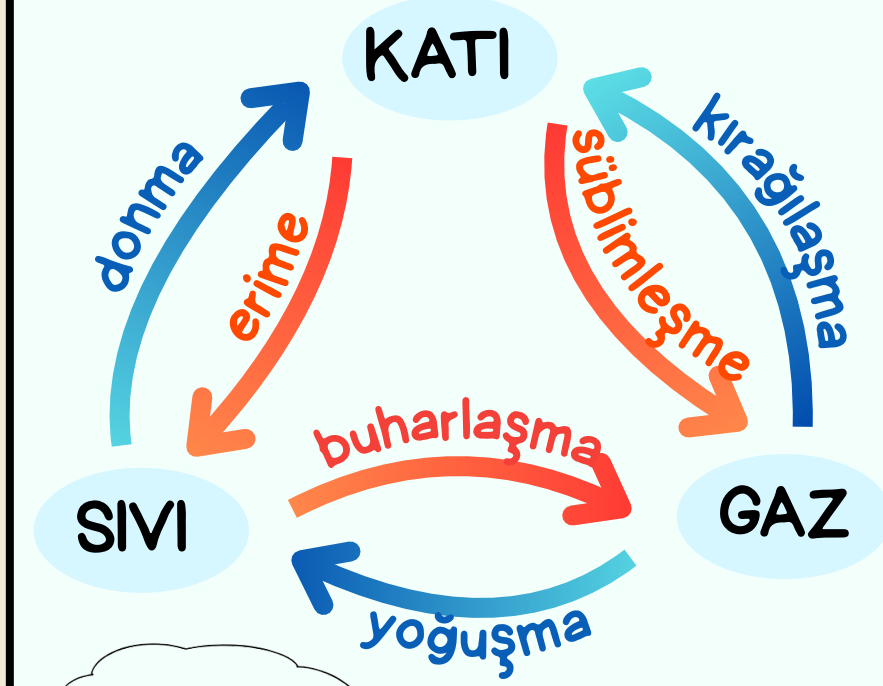 KATI
donma
erime
süblimleşme
kırağılaşma
buharlaşma
SIVI
GAZ
yoğuşma